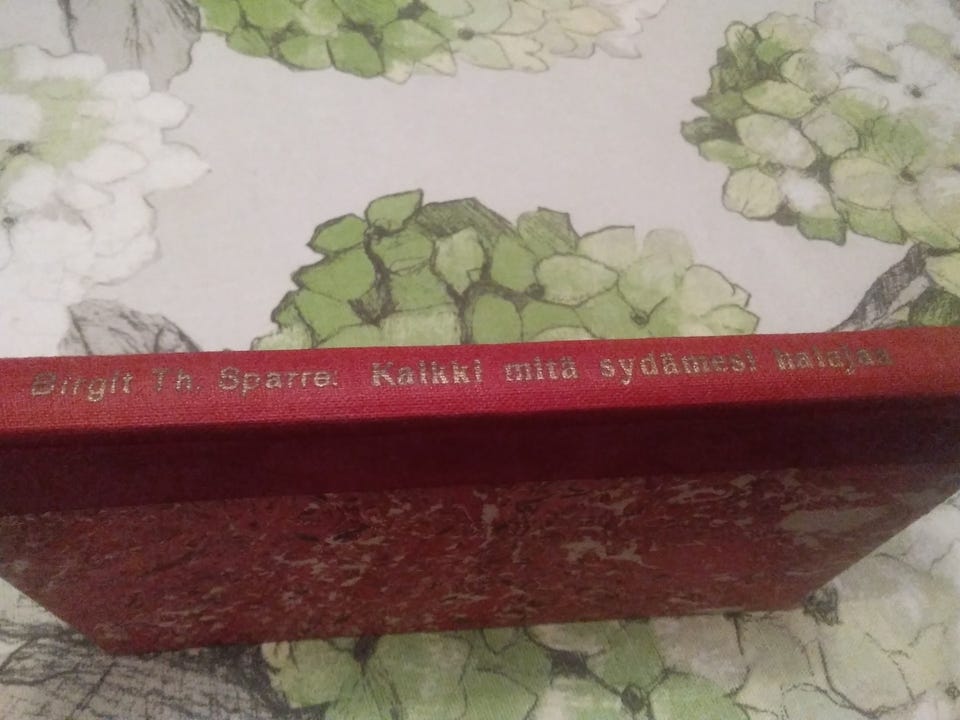 Birgit Th. Sparre: Kaikki mitä sydämesi halajaa